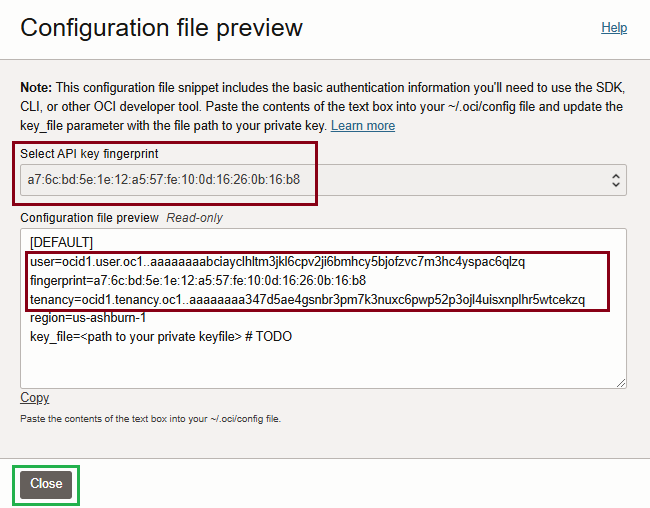 Configuration file preview
Help
Note: This configuration file snippet includes the basic authentication information you'll need to use the SDK,
CLI, or other OCI developer tool. Paste the contents of the text box into your ~/.oci/config file and update the
key_file parameter with the file path to your private key. Learn more
Select API key fingerprint
a7:6c:bd:5e:1e:12:a5:57:fe:10:0d:16:26:0b:16:b8
Configuration file preview Read-only
[DEFAULT]
user=ocid1.user.oc1..aaaaaaaabciayclhltm3jkl6cpv2ji6bmhcy5bjofzvc7m3hc4yspac6qlzq
fingerprint=a7:6c:bd:5e:1e:12:a5:57:fe:10:0d:16:26:0b:16:b8
tenancy=ocid1.tenancy.oc1..aaaaaaaa347d5ae4gsnbr3pm7k3nuxc6pwp52p3ojl4uisxnplhr5wtcekzq
region=us-ashburn-1
key_file=<path to your private keyfile> # TODO
Copy
Paste the contents of the text box into your ~/.oci/config file.
Close